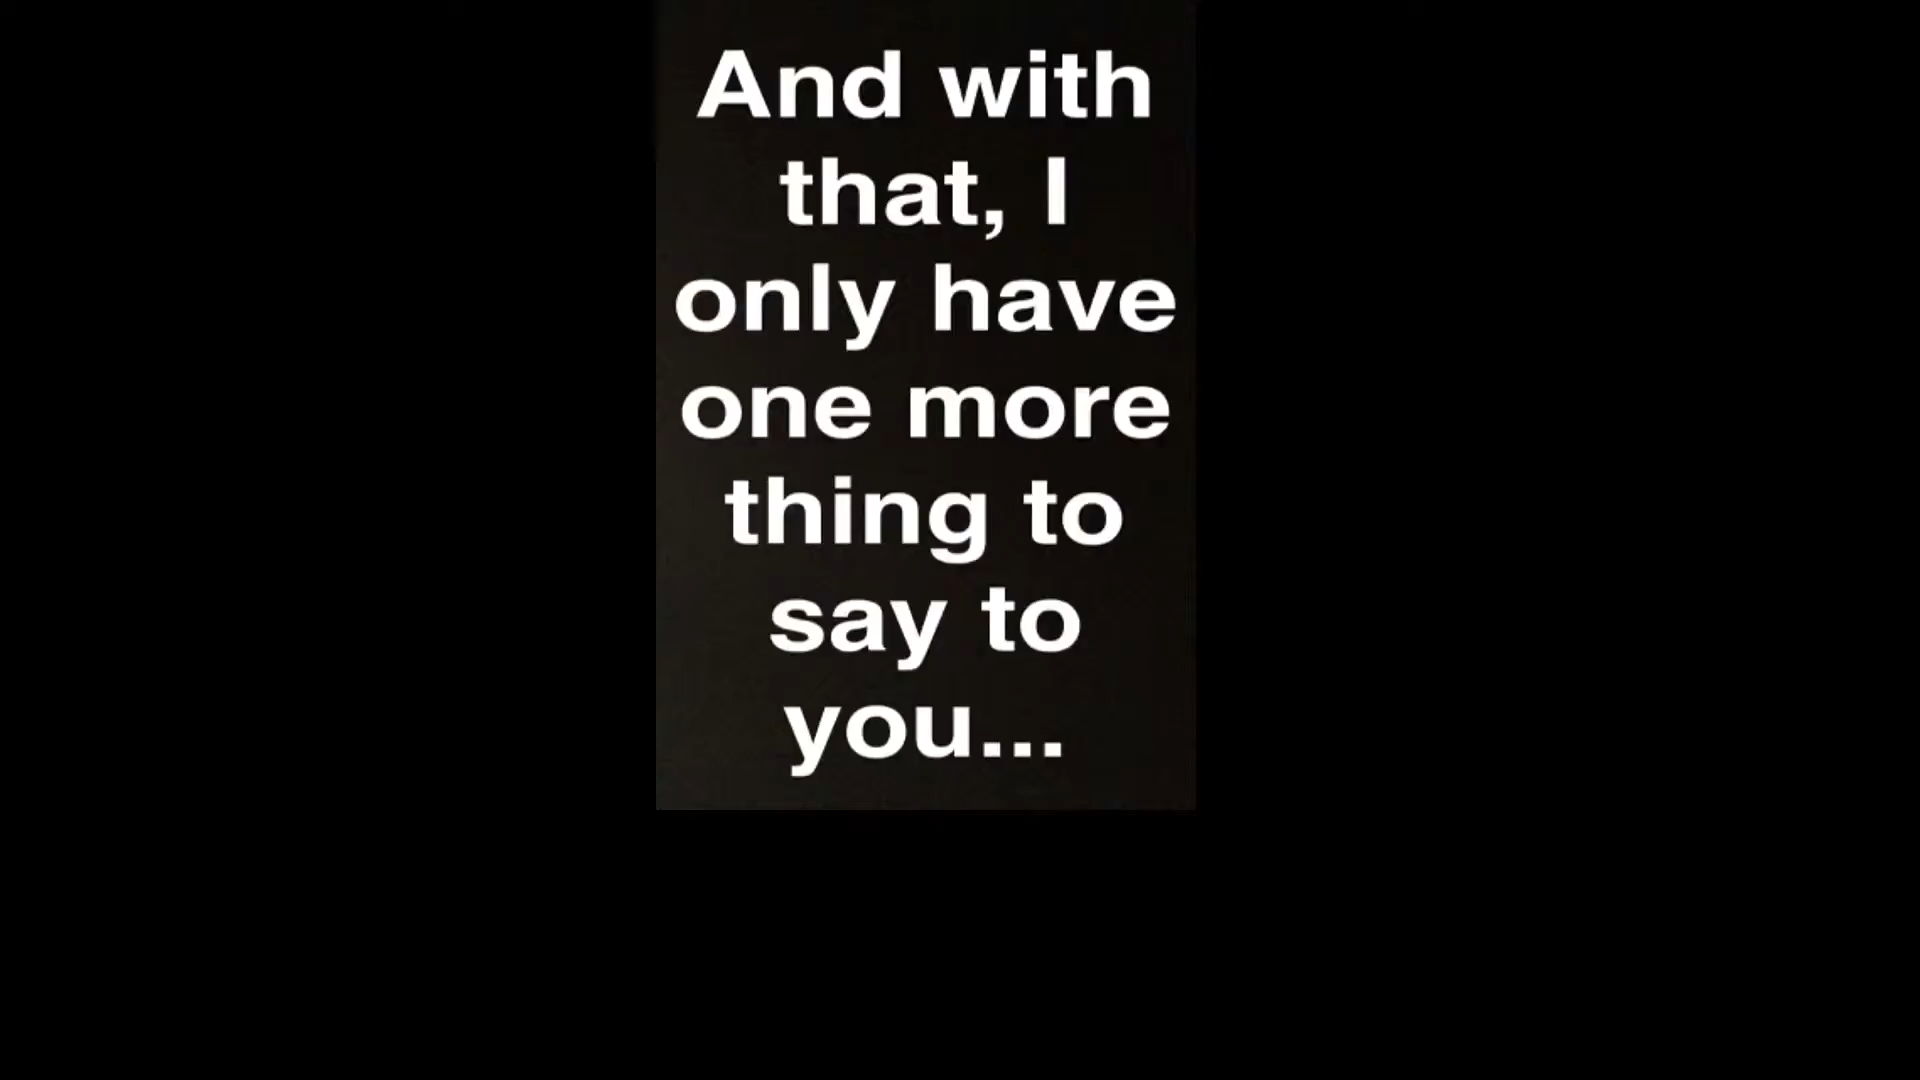 And with
that, I
only have
one more
thing to
say to
you...